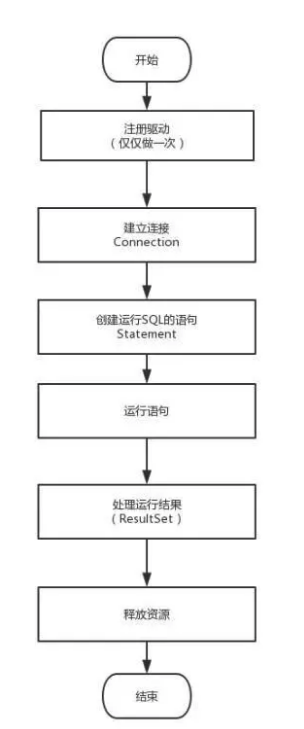 开始
注册驱动
（仅仅做一次）
建立连接
Connection
创建运行SQL的语句
Statement
运行语句
处理运行结果
（ResultSet）
释放资源
结束